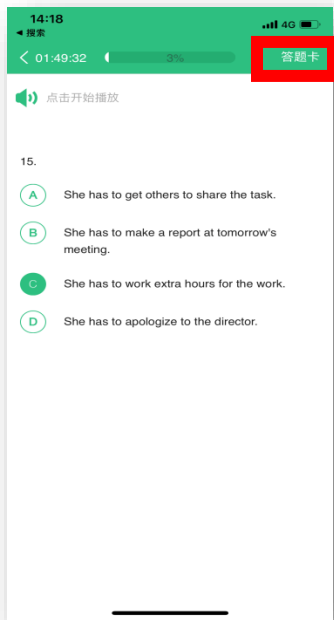 14:18
4G
◀ 搜索
01:49:32
3%
答题卡
点击开始播放
15.
A
She has to get others to share the task.
B
She has to make a report at tomorrow's
meeting.
C
She has to work extra hours for the work.
D
She has to apologize to the director.